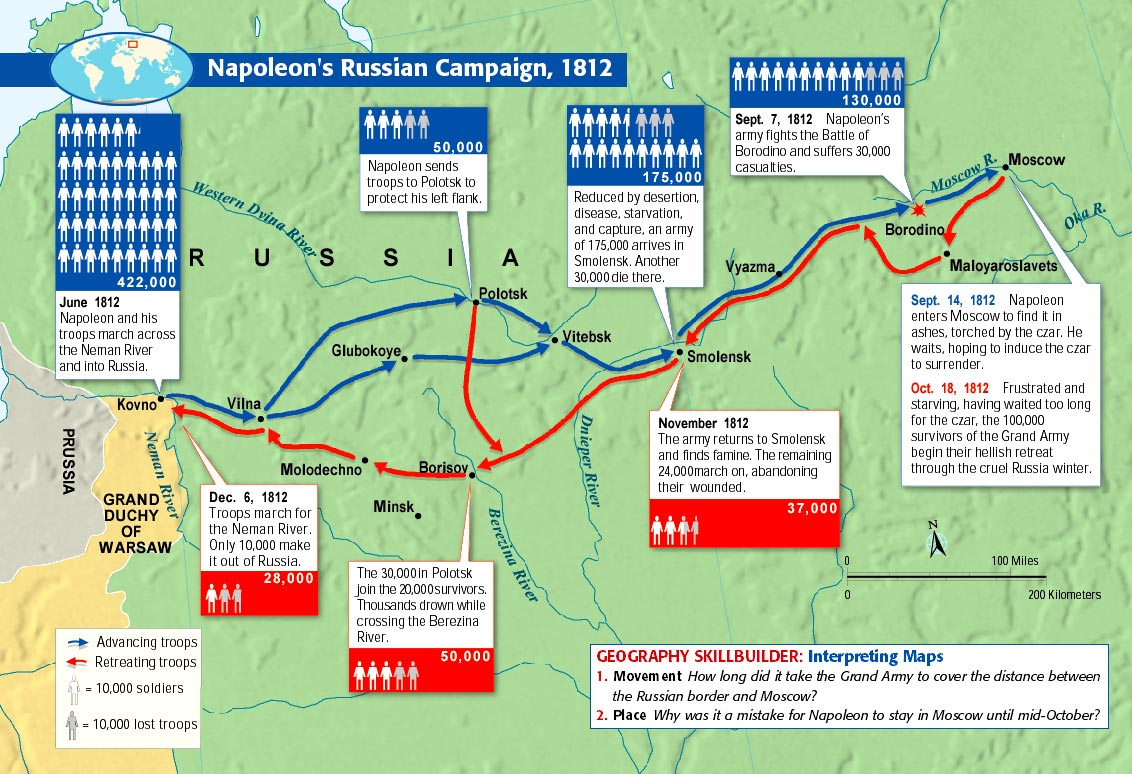 Napoleon's Russian Campaign, 1812
422,000
June 1812
Napoleon and his
troops march across
the Neman River
and into Russia.
50,000
Napoleon sends
troops to Polotsk to
protect his left flank.
175,000
Reduced by desertion,
disease, starvation,
and capture, an army
of 175,000 arrives in
Smolensk. Another
30,000 die there.
130,000
Sept. 7, 1812 Napoleon's
army fights the Battle of
Borodino and suffers 30,000
casualties.
Moscow
Moscow R.
Oka R.
Borodino
Maloyaroslavets
Western Dvina River
RUSSIA
Vyazma
Polotsk
Vitebsk
Glubokoye
Smolensk
Kovno
Vilna
Molodechno
Borisov
Minsk
PRUSSIA
Neman River
GRAND
DUCHY
OF
WARSAW
Dnieper River
Berezina River
Sept. 14, 1812 Napoleon
enters Moscow to find it in
ashes, torched by the czar. He
waits, hoping to induce the czar
to surrender.
Oct. 18, 1812 Frustrated and
starving, having waited too long
for the czar, the 100,000
survivors of the Grand Army
begin their hellish retreat
through the cruel Russia winter.
November 1812
The army returns to Smolensk
and finds famine. The remaining
24,000march on, abandoning
their wounded.
37,000
Dec. 6, 1812
Troops march for
the Neman River.
Only 10,000 make
it out of Russia.
28,000
The 30,000in Polotsk
join the 20,000survivors.
Thousands drown while
crossing the Berezina
River.
50,000
N
0 100 Miles
0 200 Kilometers
Advancing troops
Retreating troops
= 10,000 soldiers
= 10,000 lost troops
GEOGRAPHY SKILLBUILDER: Interpreting Maps
1. Movement How long did it take the Grand Army to cover the distance between
the Russian border and Moscow?
2. Place Why was it a mistake for Napoleon to stay in Moscow until mid-October?